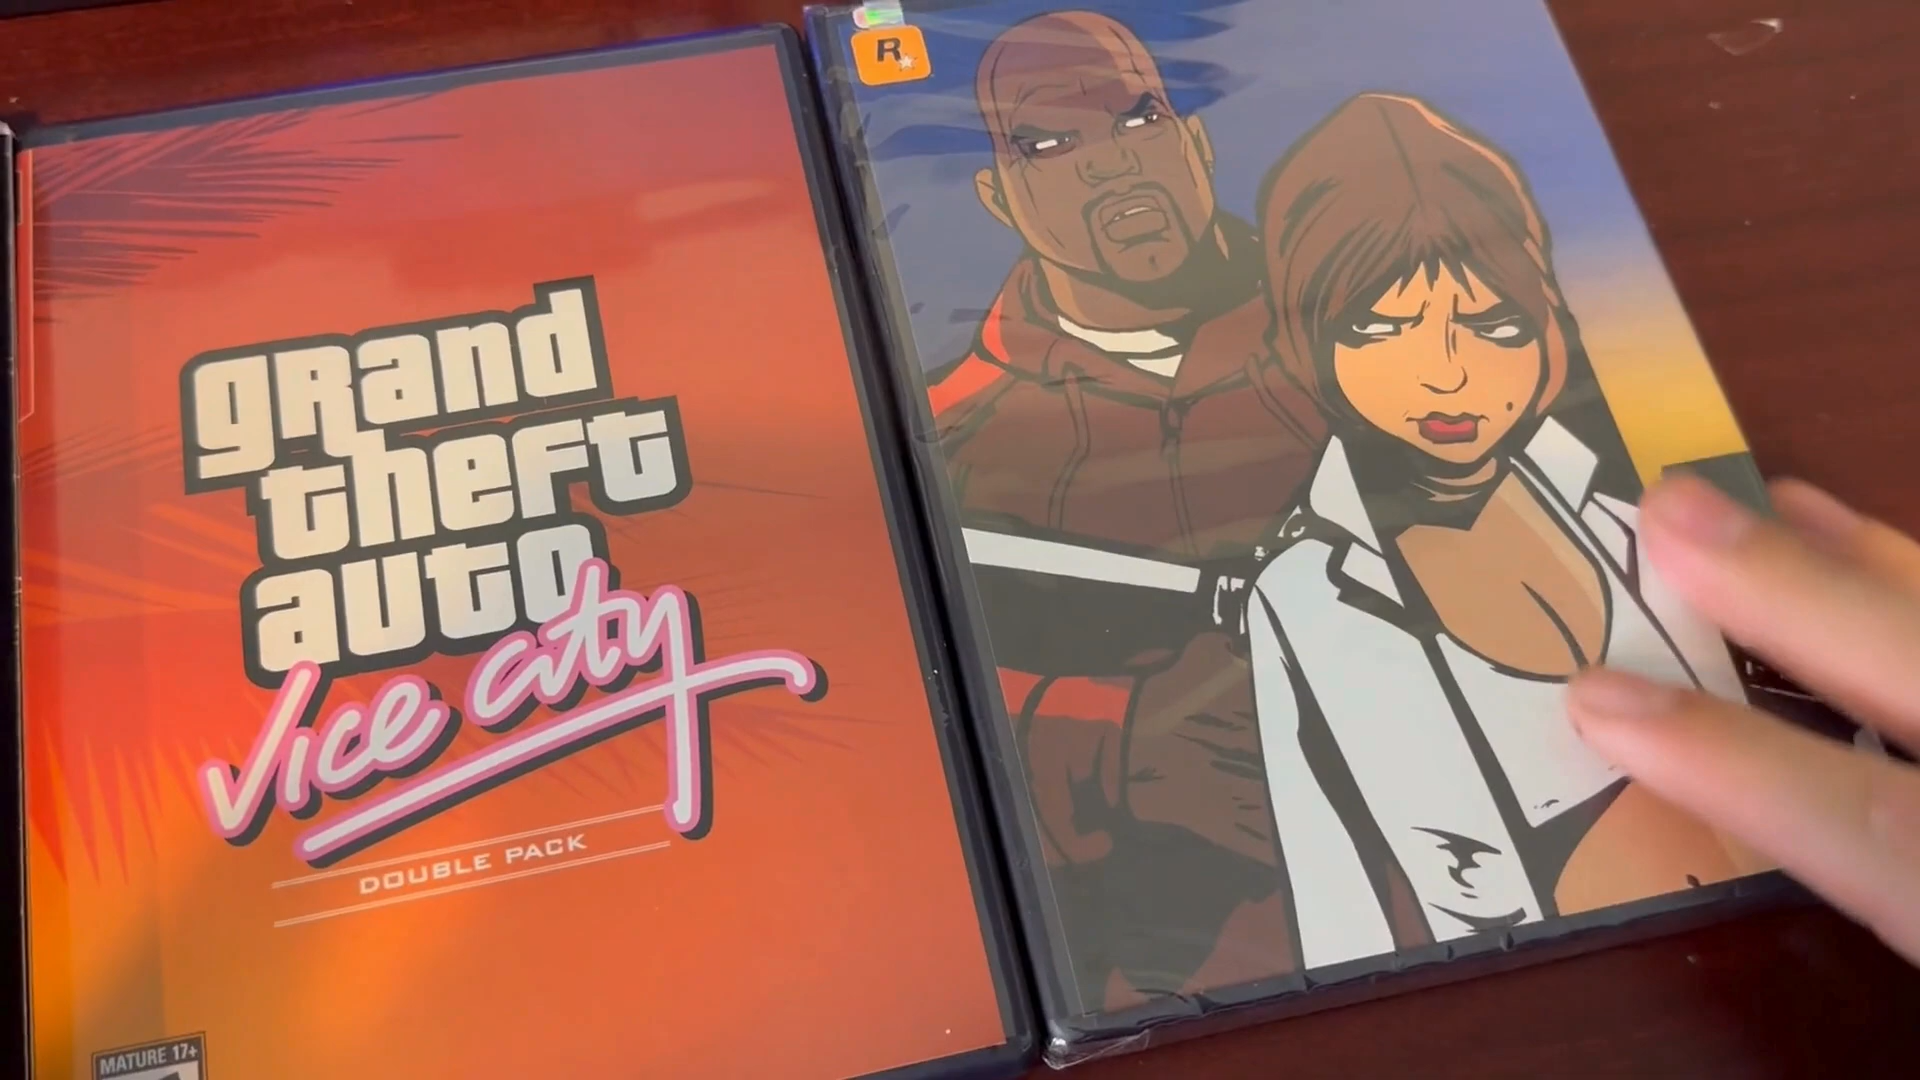 grand
theft
auto
vice city
DOUBLE PACK
MATURE 17+
R